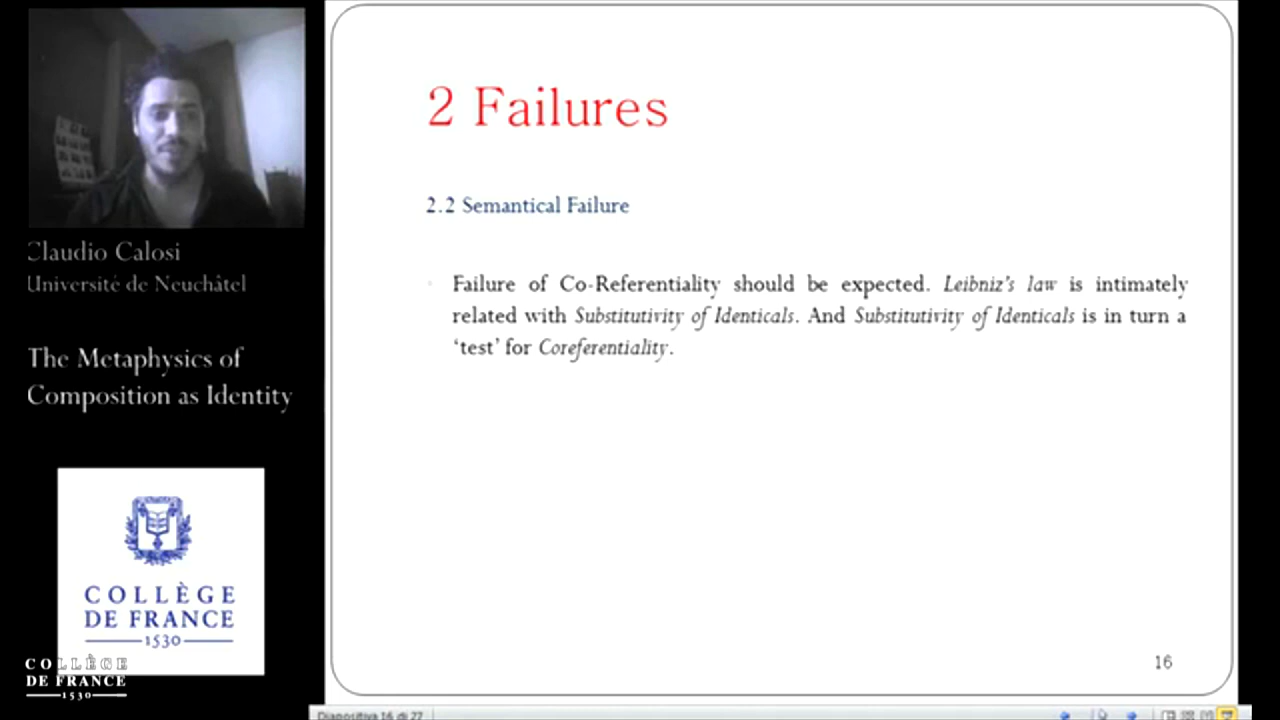 Claudio Calosi
Université de Neuchâtel
The Metaphysics of
Composition as Identity
COLLÈGE
DE FRANCE
1530
COLLÈGE
DE FRANCE
1530
2 Failures
2.2 Semantical Failure
Failure of Co-Referentiality should be expected. Leibniz's law is intimately
related with Substitutivity of Identicals. And Substitutivity of Identicals is in turn a
‘test’ for Coreferentiality.
16
Diapositiva 16 di 22